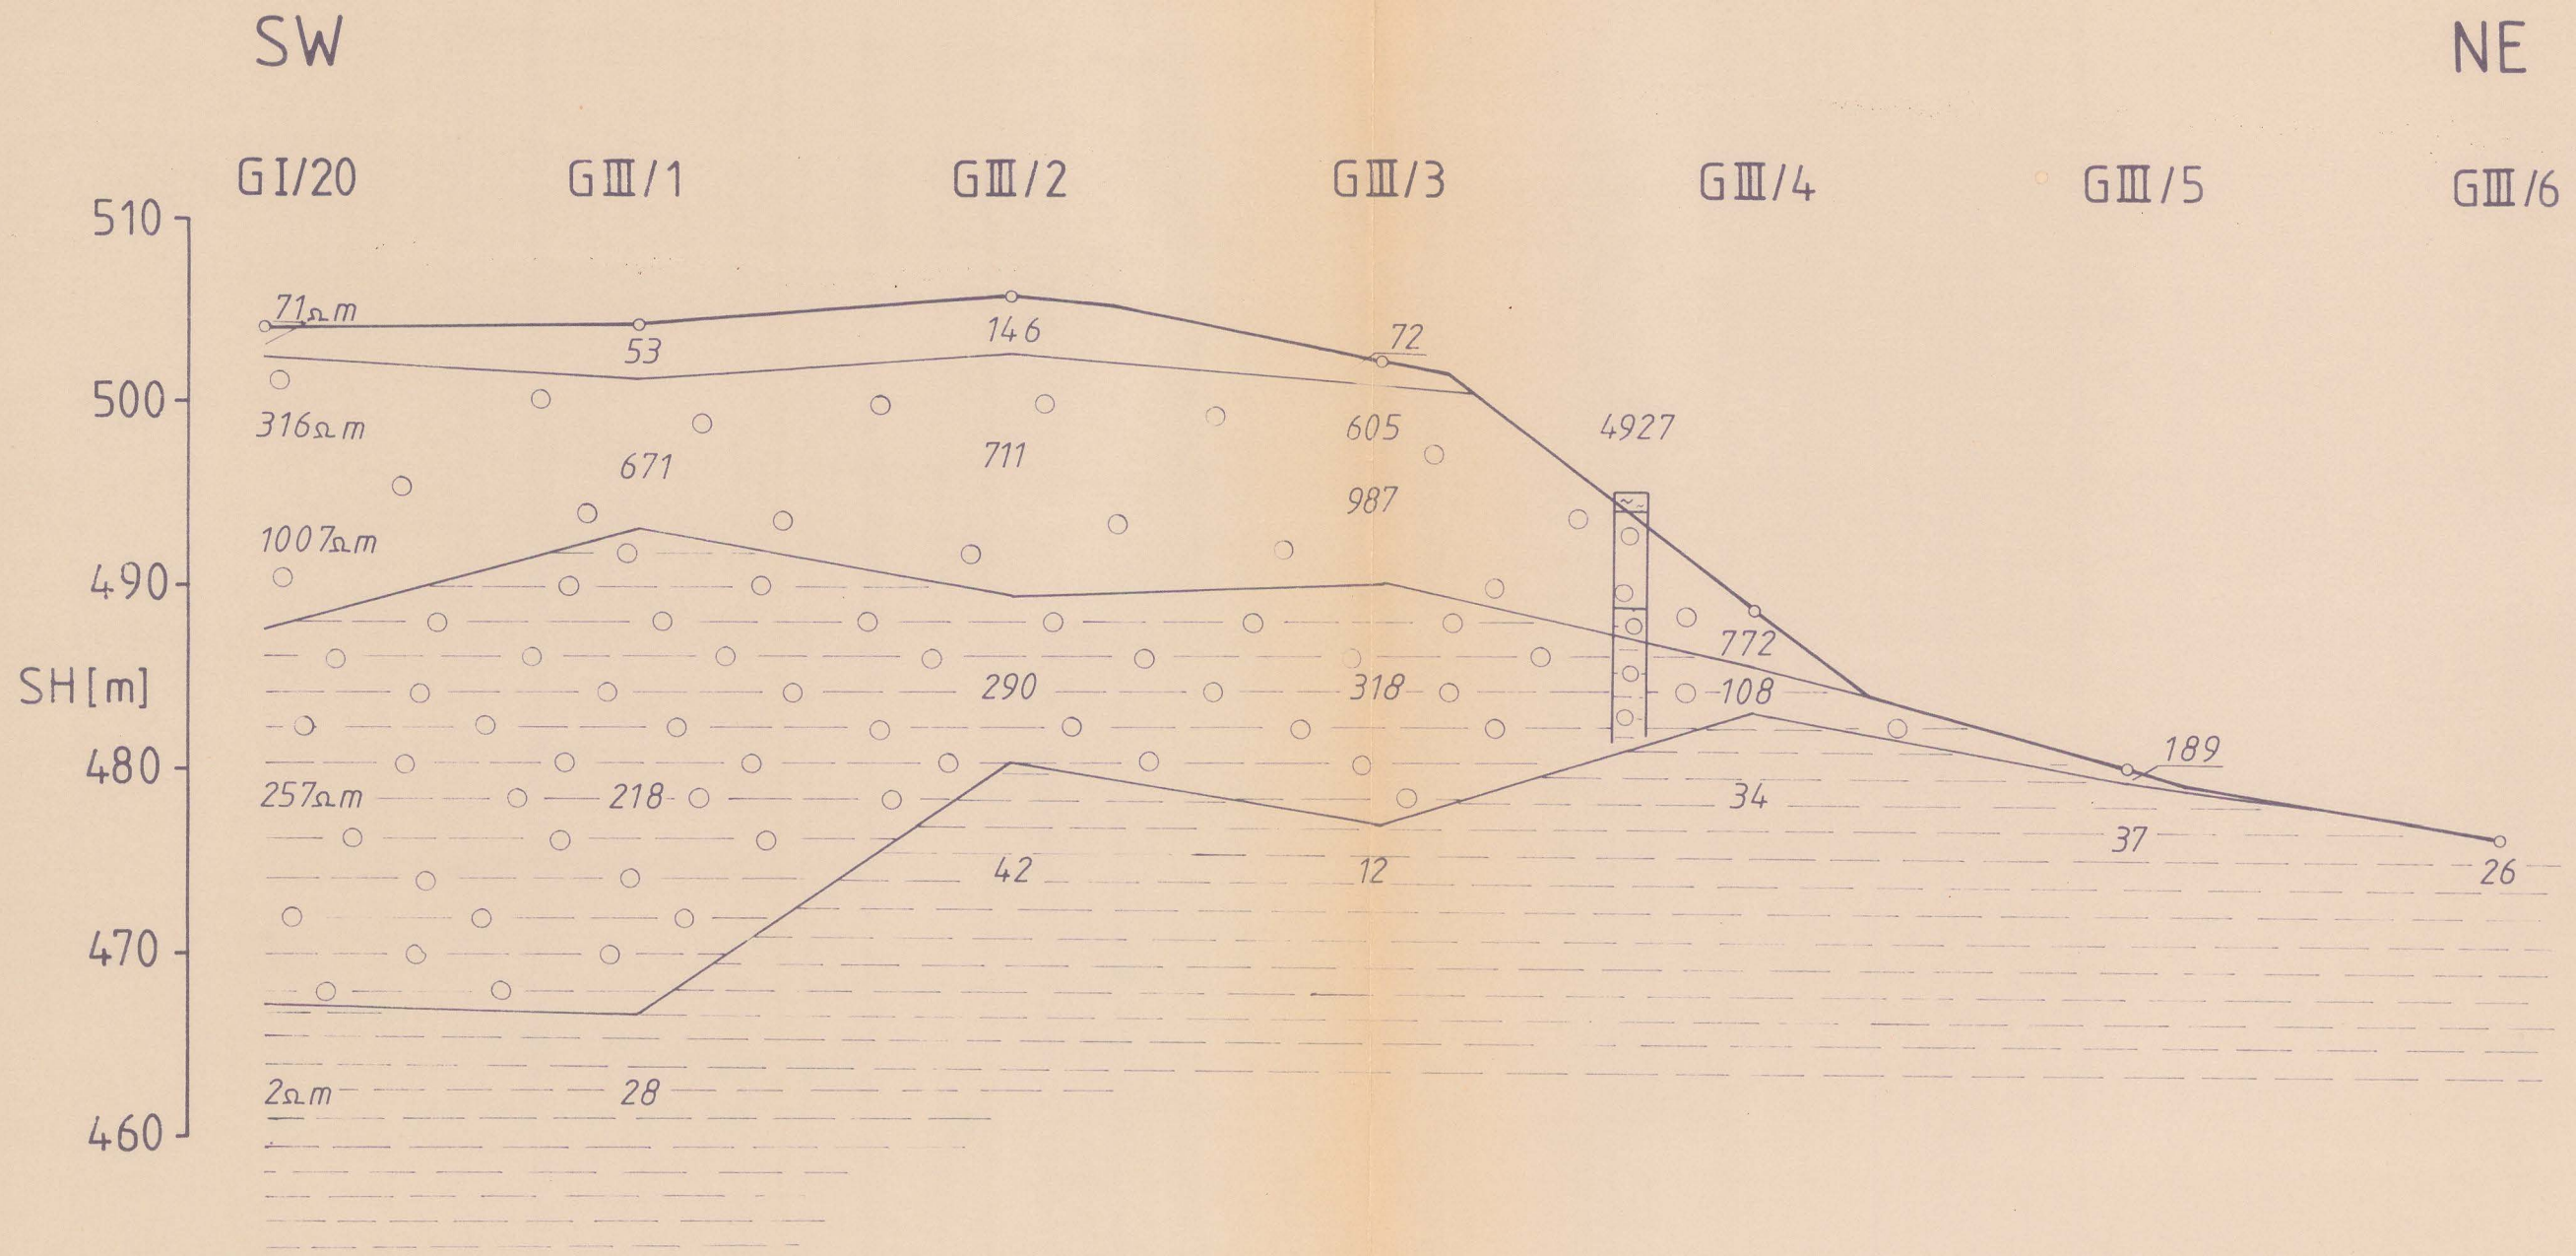 SW NE
GI/20 GIII/1 GIII/2 GIII/3 GIII/4 GIII/5 GIII/6
510
71Ωm 146 72
53
500
316Ωm 605 4927
671 711
987
1007Ωm
490
772
SH[m] 290 318 108
189
480
257Ωm 218 34
37
42 12 26
470
2Ωm 28
460